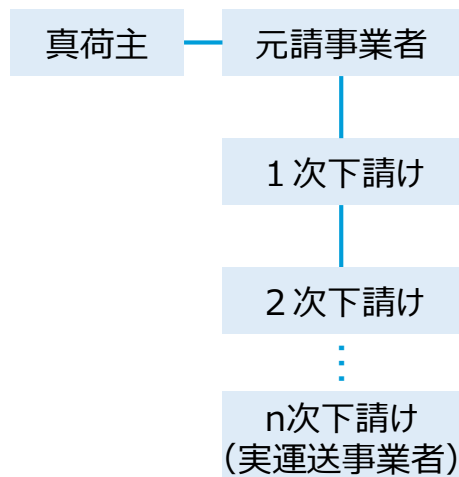 真荷主
元請事業者
１次下請け
２次下請け
n次下請け
（実運送事業者）